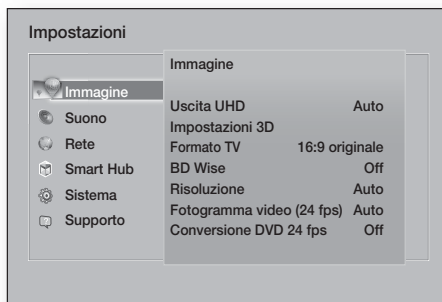 Impostazioni
Immagine
Suono
Rete
Smart Hub
Sistema
Supporto
Immagine
Uscita UHD Auto
Impostazioni 3D
Formato TV 16:9 originale
BD Wise Off
Risoluzione Auto
Fotogramma video (24 fps) Auto
Conversione DVD 24 fps Off